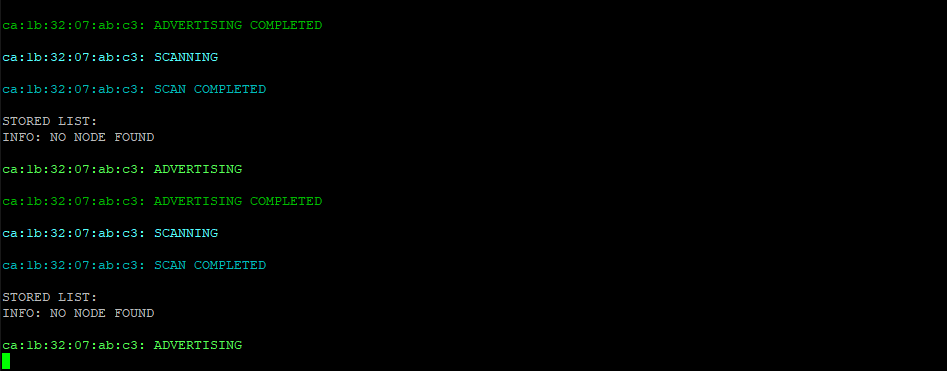 ca:1b:32:07:ab:c3: ADVERTISING COMPLETED
ca:1b:32:07:ab:c3: SCANNING
ca:1b:32:07:ab:c3: SCAN COMPLETED
STORED LIST:
INFO: NO NODE FOUND
ca:1b:32:07:ab:c3: ADVERTISING
ca:1b:32:07:ab:c3: ADVERTISING COMPLETED
ca:1b:32:07:ab:c3: SCANNING
ca:1b:32:07:ab:c3: SCAN COMPLETED
STORED LIST:
INFO: NO NODE FOUND
ca:1b:32:07:ab:c3: ADVERTISING